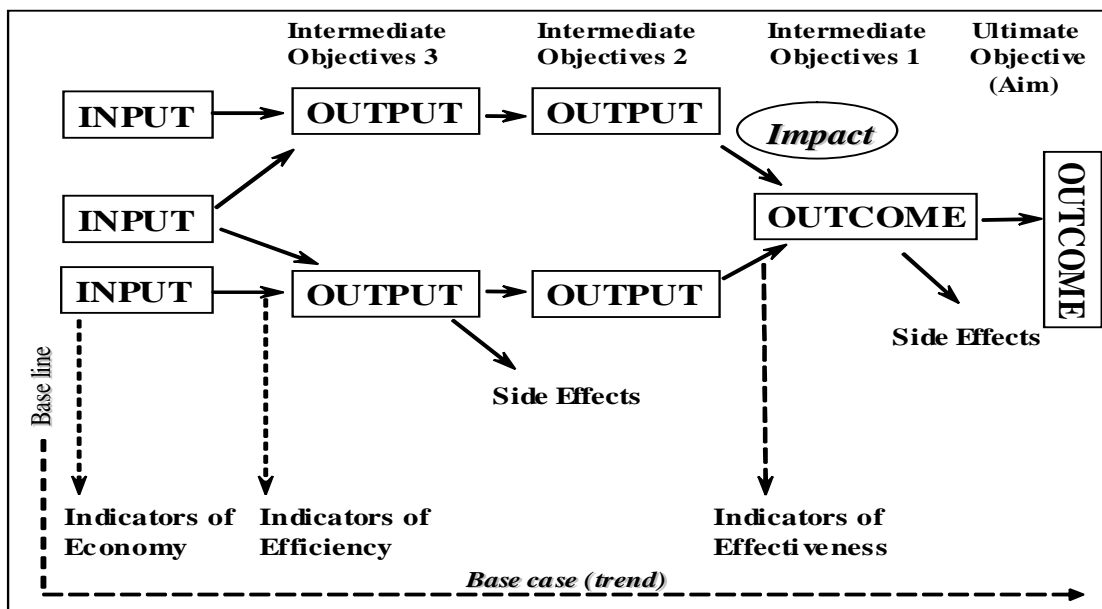 Intermediate
Objectives 3
Intermediate
Objectives 2
Intermediate
Objectives 1
Ultimate
Objective
(Aim)
INPUT
OUTPUT
OUTPUT
Impact
INPUT
OUTCOME
OUTCOME
INPUT
OUTPUT
OUTPUT
Side Effects
Side Effects
Base line
Indicators of
Economy
Indicators of
Efficiency
Indicators of
Effectiveness
Base case (trend)